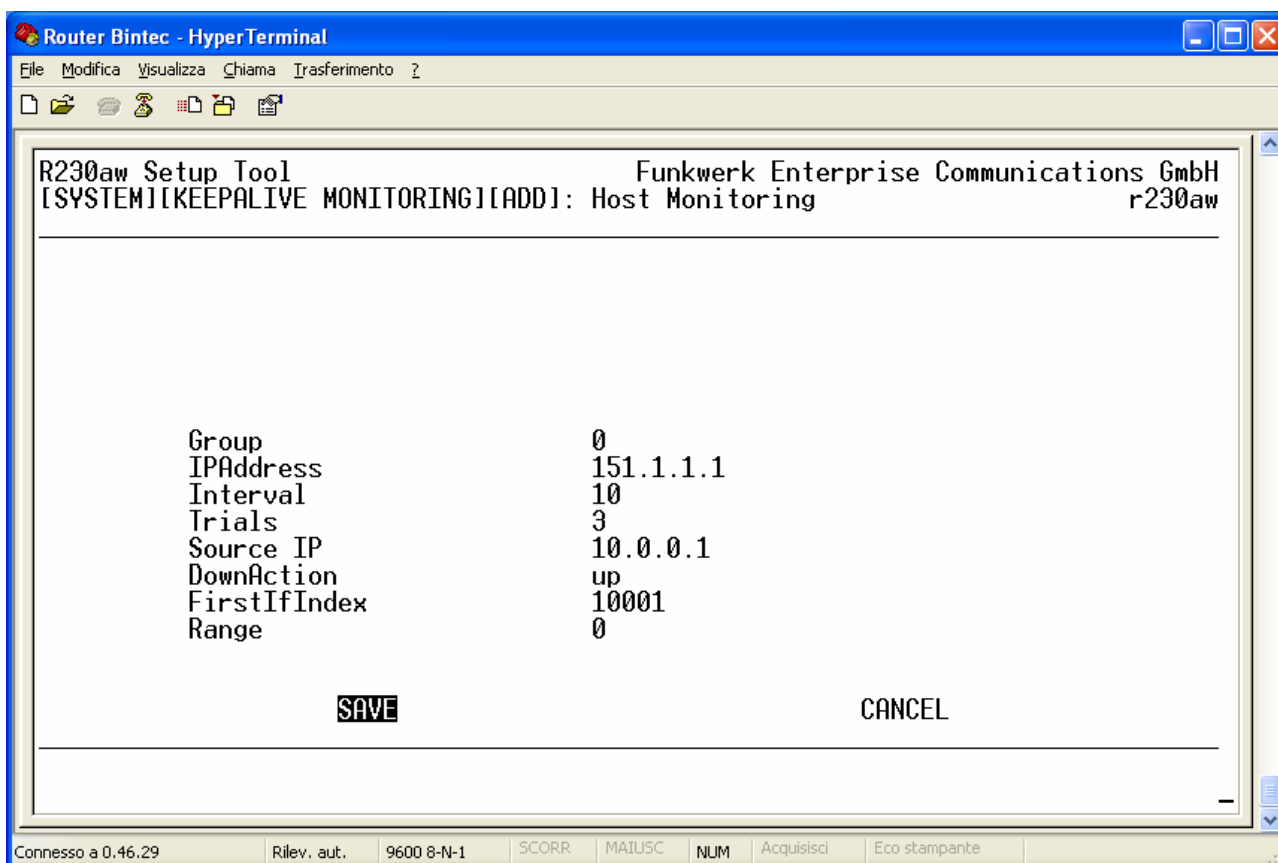 Router Bintec - HyperTerminal
File Modifica Visualizza Chiama Trasferimento ?
R230aw Setup Tool Funkwerk Enterprise Communications GmbH
[SYSTEM][KEEPALIVE MONITORING][ADD]: Host Monitoring r230aw
Group 0
IPAddress 151.1.1.1
Interval 10
Trials 3
Source IP 10.0.0.1
DownAction up
FirstIfIndex 10001
Range 0
SAVE CANCEL
Connesso a 0.46.29 Rilev. aut. 9600 8-N-1 SCORR MAIUSC NUM Acquisisci Eco stampante